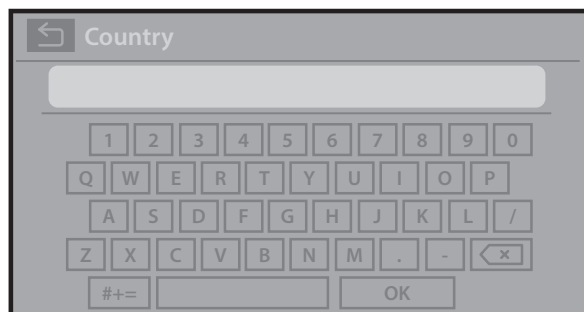 Country
1 2 3 4 5 6 7 8 9 0
Q W E R T Y U I O P
A S D F G H J K L /
Z X C V B N M . - ×
#+= OK